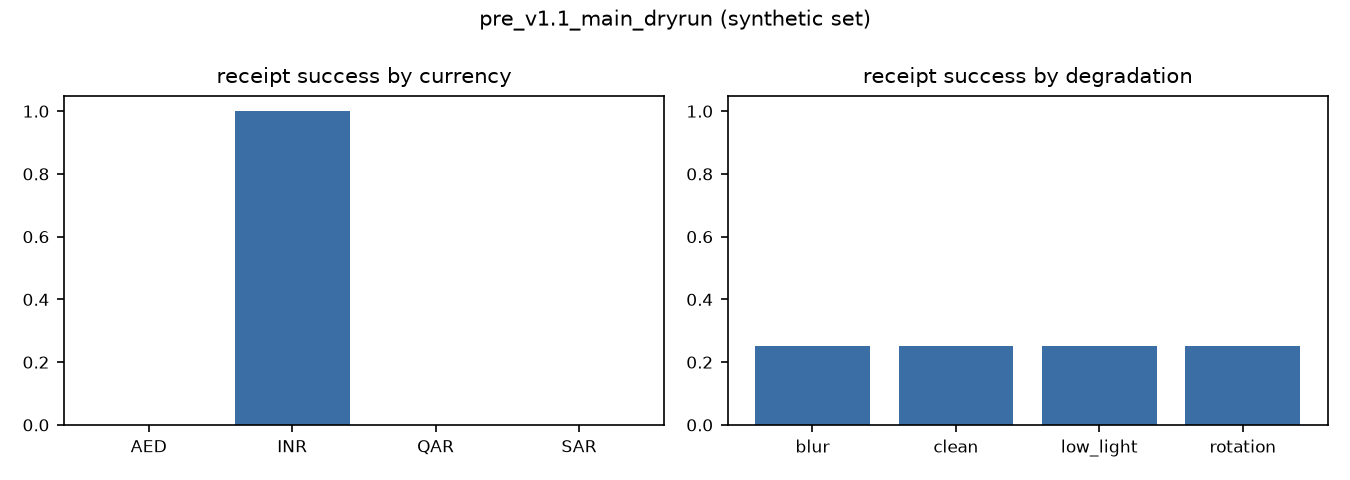 pre_v1.1_main_dryrun (synthetic set)
receipt success by currency
1.0
0.8
0.6
0.4
0.2
0.0
AED INR QAR SAR
receipt success by degradation
1.0
0.8
0.6
0.4
0.2
0.0
blur clean low_light rotation